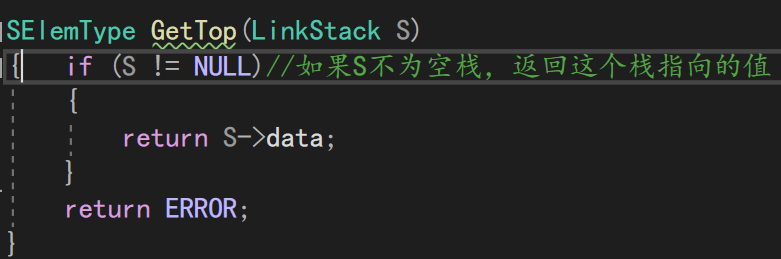 SElemType GetTop(LinkStack S)
{ if (S != NULL)//如果S不为空栈，返回这个栈指向的值
{
return S->data;
}
return ERROR;
}